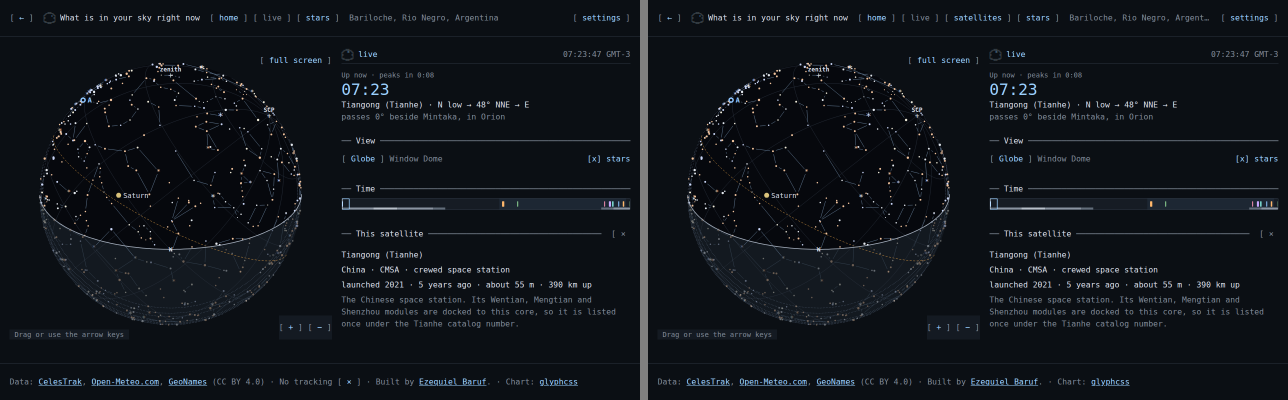 [ ← ] What is in your sky right now [ home ] [ live ] [ stars ] Bariloche, Rio Negro, Argentina [ settings ]
[ full screen ]
zenith
A
SCP
Saturn
Drag or use the arrow keys
[ + ] [ − ]
live 07:23:47 GMT-3
Up now · peaks in 0:08
07:23
Tiangong (Tianhe) · N low → 48° NNE → E
passes 0° beside Mintaka, in Orion
View
[ Globe ] Window Dome [x] stars
Time
This satellite [ ×
Tiangong (Tianhe)
China · CMSA · crewed space station
launched 2021 · 5 years ago · about 55 m · 390 km up
The Chinese space station. Its Wentian, Mengtian and
Shenzhou modules are docked to this core, so it is listed
once under the Tianhe catalog number.
Data: CelesTrak, Open-Meteo.com, GeoNames (CC BY 4.0) · No tracking [ × ] · Built by Ezequiel Baruf. · Chart: glyphcss
[ ← ] What is in your sky right now [ home ] [ live ] [ satellites ] [ stars ] Bariloche, Rio Negro, Argent… [ settings ]
[ full screen ]
zenith
A
SCP
Saturn
Drag or use the arrow keys
[ + ] [ − ]
live 07:23:47 GMT-3
Up now · peaks in 0:08
07:23
Tiangong (Tianhe) · N low → 48° NNE → E
passes 0° beside Mintaka, in Orion
View
[ Globe ] Window Dome [x] stars
Time
This satellite [ ×
Tiangong (Tianhe)
China · CMSA · crewed space station
launched 2021 · 5 years ago · about 55 m · 390 km up
The Chinese space station. Its Wentian, Mengtian and
Shenzhou modules are docked to this core, so it is listed
once under the Tianhe catalog number.
Data: CelesTrak, Open-Meteo.com, GeoNames (CC BY 4.0) · Built by Ezequiel Baruf. · Chart: glyphcss